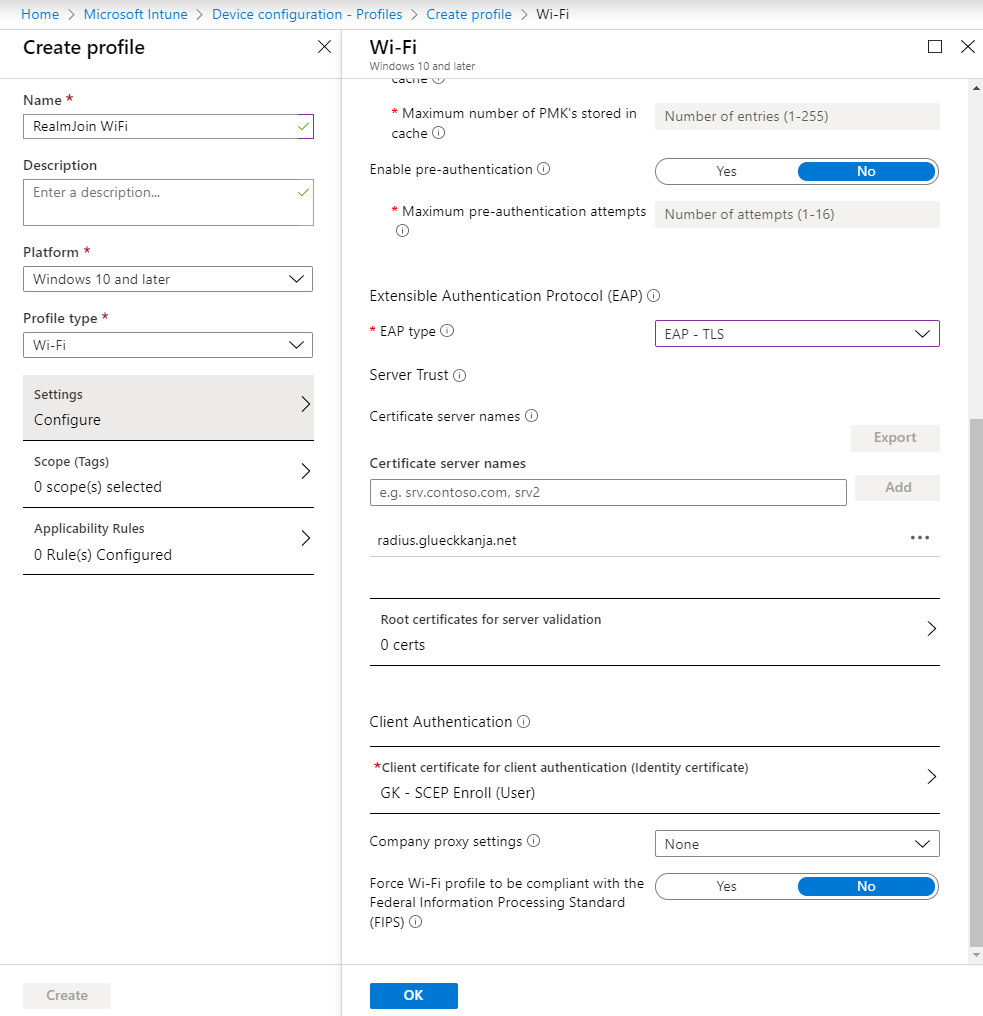 Home > Microsoft Intune > Device configuration - Profiles > Create profile > Wi-Fi
Create profile
Name *
RealmJoin WiFi
Description
Enter a description...
Platform *
Windows 10 and later
Profile type *
Wi-Fi
Settings
Configure
Scope (Tags)
0 scope(s) selected
Applicability Rules
0 Rule(s) Configured
Create
Wi-Fi
Windows 10 and later
cache
* Maximum number of PMK's stored in
cache
Number of entries (1-255)
Enable pre-authentication
Yes No
* Maximum pre-authentication attempts
Number of attempts (1-16)
Extensible Authentication Protocol (EAP)
* EAP type
EAP - TLS
Server Trust
Certificate server names
Export
Certificate server names
e.g. srv.contoso.com, srv2
Add
radius.glueckkanja.net
Root certificates for server validation
0 certs
Client Authentication
*Client certificate for client authentication (Identity certificate)
GK - SCEP Enroll (User)
Company proxy settings
None
Force Wi-Fi profile to be compliant with the
Federal Information Processing Standard
(FIPS)
Yes No
OK